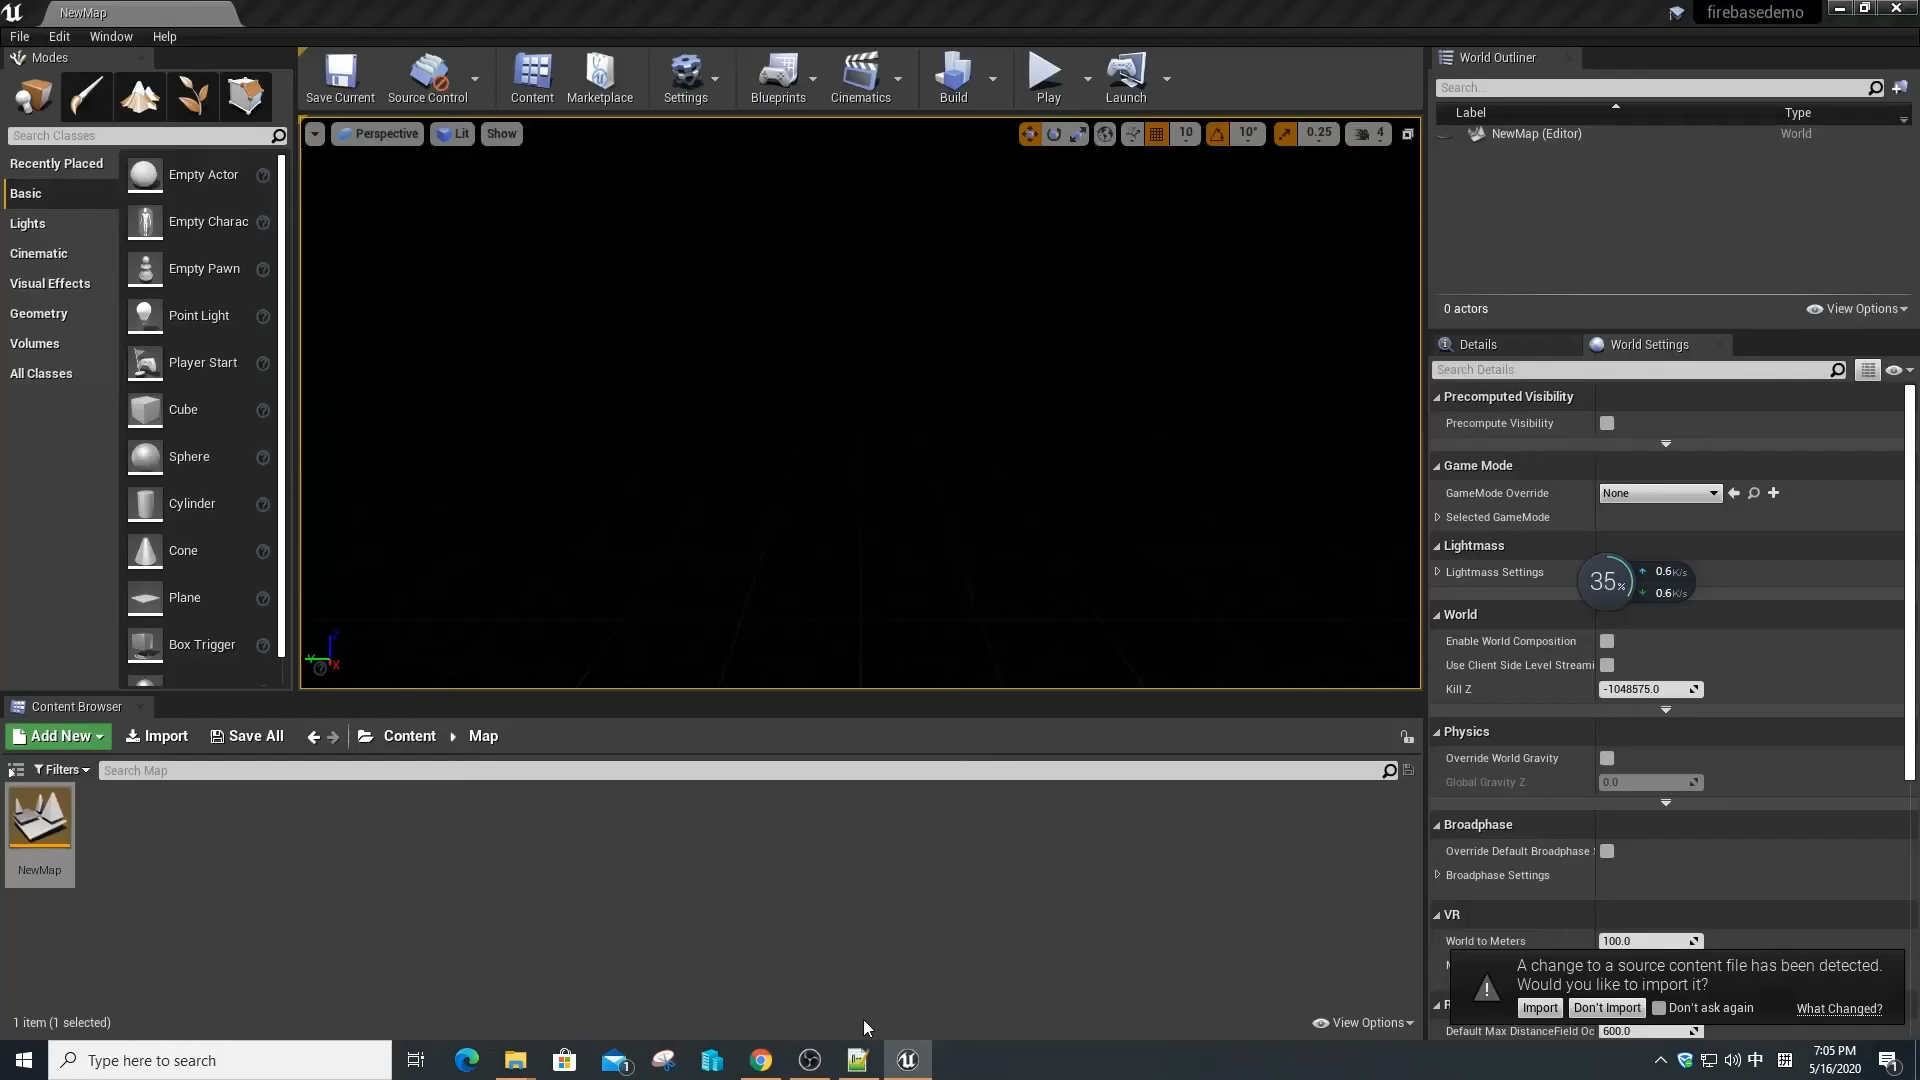 NewMap
firebasedemo
File Edit Window Help
Modes
Search Classes
Recently Placed
Basic
Lights
Cinematic
Visual Effects
Geometry
Volumes
All Classes
Empty Actor
Empty Charac
Empty Pawn
Point Light
Player Start
Cube
Sphere
Cylinder
Cone
Plane
Box Trigger
Save Current Source Control Content Marketplace Settings Blueprints Cinematics Build Play Launch
Perspective Lit Show
10 10° 0.25 4
World Outliner
Search...
Label Type
NewMap (Editor) World
0 actors View Options
Details World Settings
Search Details
Precomputed Visibility
Precompute Visibility
Game Mode
GameMode Override None
Selected GameMode
Lightmass
Lightmass Settings
35% 0.6K/s
0.6K/s
World
Enable World Composition
Use Client Side Level Streami
Kill Z -1048575.0
Physics
Override World Gravity
Global Gravity Z 0.0
Broadphase
Override Default Broadphase
Broadphase Settings
VR
World to Meters 100.0
A change to a source content file has been detected.
Would you like to import it?
Import Don't Import Don't ask again What Changed?
Default Max DistanceField Oc 600.0
Content Browser
Add New Import Save All Content Map
Filters Search Map
NewMap
1 item (1 selected) View Options
Type here to search
1
中
7:05 PM
5/16/2020
1